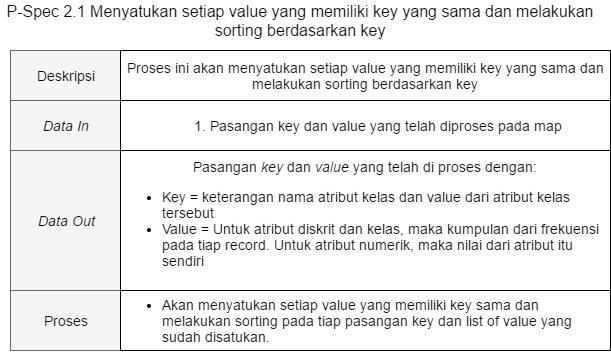 P-Spec 2.1 Menyatukan setiap value yang memiliki key yang sama dan melakukan
sorting berdasarkan key
Deskripsi
Proses ini akan menyatukan setiap value yang memiliki key yang sama dan
melakukan sorting berdasarkan key
Data In
1. Pasangan key dan value yang telah diproses pada map
Data Out
Pasangan key dan value yang telah di proses dengan:
• Key = keterangan nama atribut kelas dan value dari atribut kelas
tersebut
• Value = Untuk atribut diskrit dan kelas, maka kumpulan dari frekuensi
pada tiap record. Untuk atribut numerik, maka nilai dari atribut itu
sendiri
Proses
• Akan menyatukan setiap value yang memiliki key sama dan
melakukan sorting pada tiap pasangan key dan list of value yang
sudah disatukan.